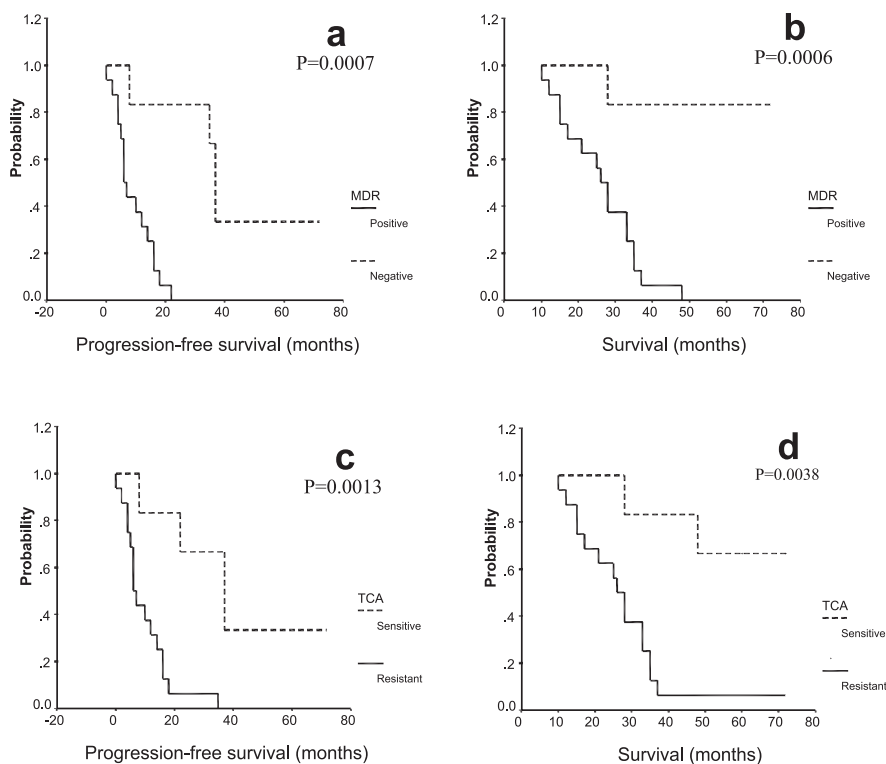 a
P=0.0007
1.2
1.0
.8
.6
.4
.2
0.0
Probability
-20 0 20 40 60 80
Progression-free survival (months)
MDR
Positive
Negative
b
P=0.0006
1.2
1.0
.8
.6
.4
.2
0.0
Probability
0 10 20 30 40 50 60 70 80
Survival (months)
MDR
Positive
Negative
c
P=0.0013
1.2
1.0
.8
.6
.4
.2
0.0
Probability
-20 0 20 40 60 80
Progression-free survival (months)
TCA
Sensitive
Resistant
d
P=0.0038
1.2
1.0
.8
.6
.4
.2
0.0
Probability
0 10 20 30 40 50 60 70 80
Survival (months)
TCA
Sensitive
Resistant